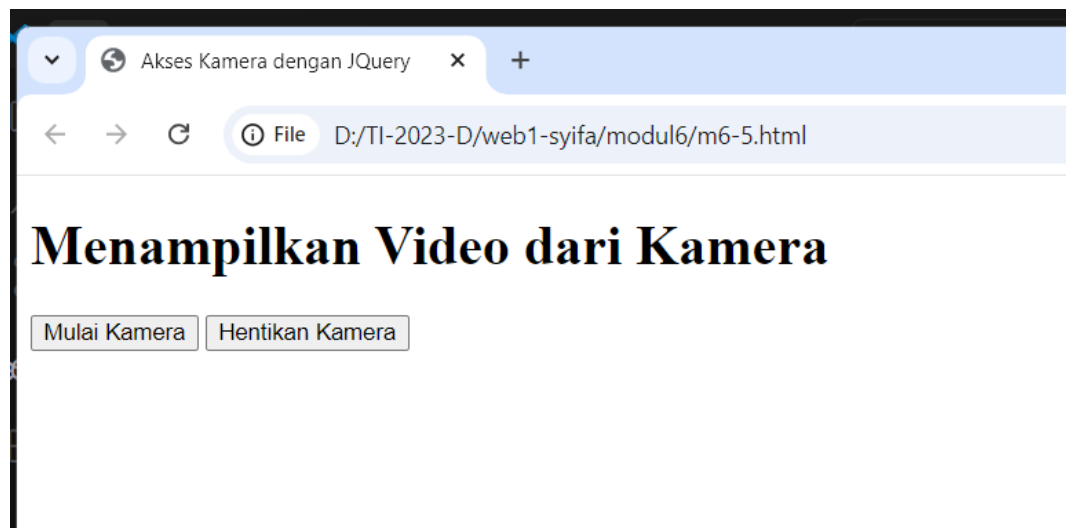 Akses Kamera dengan JQuery
File D:/TI-2023-D/web1-syifa/modul6/m6-5.html
Menampilkan Video dari Kamera
Mulai Kamera Hentikan Kamera